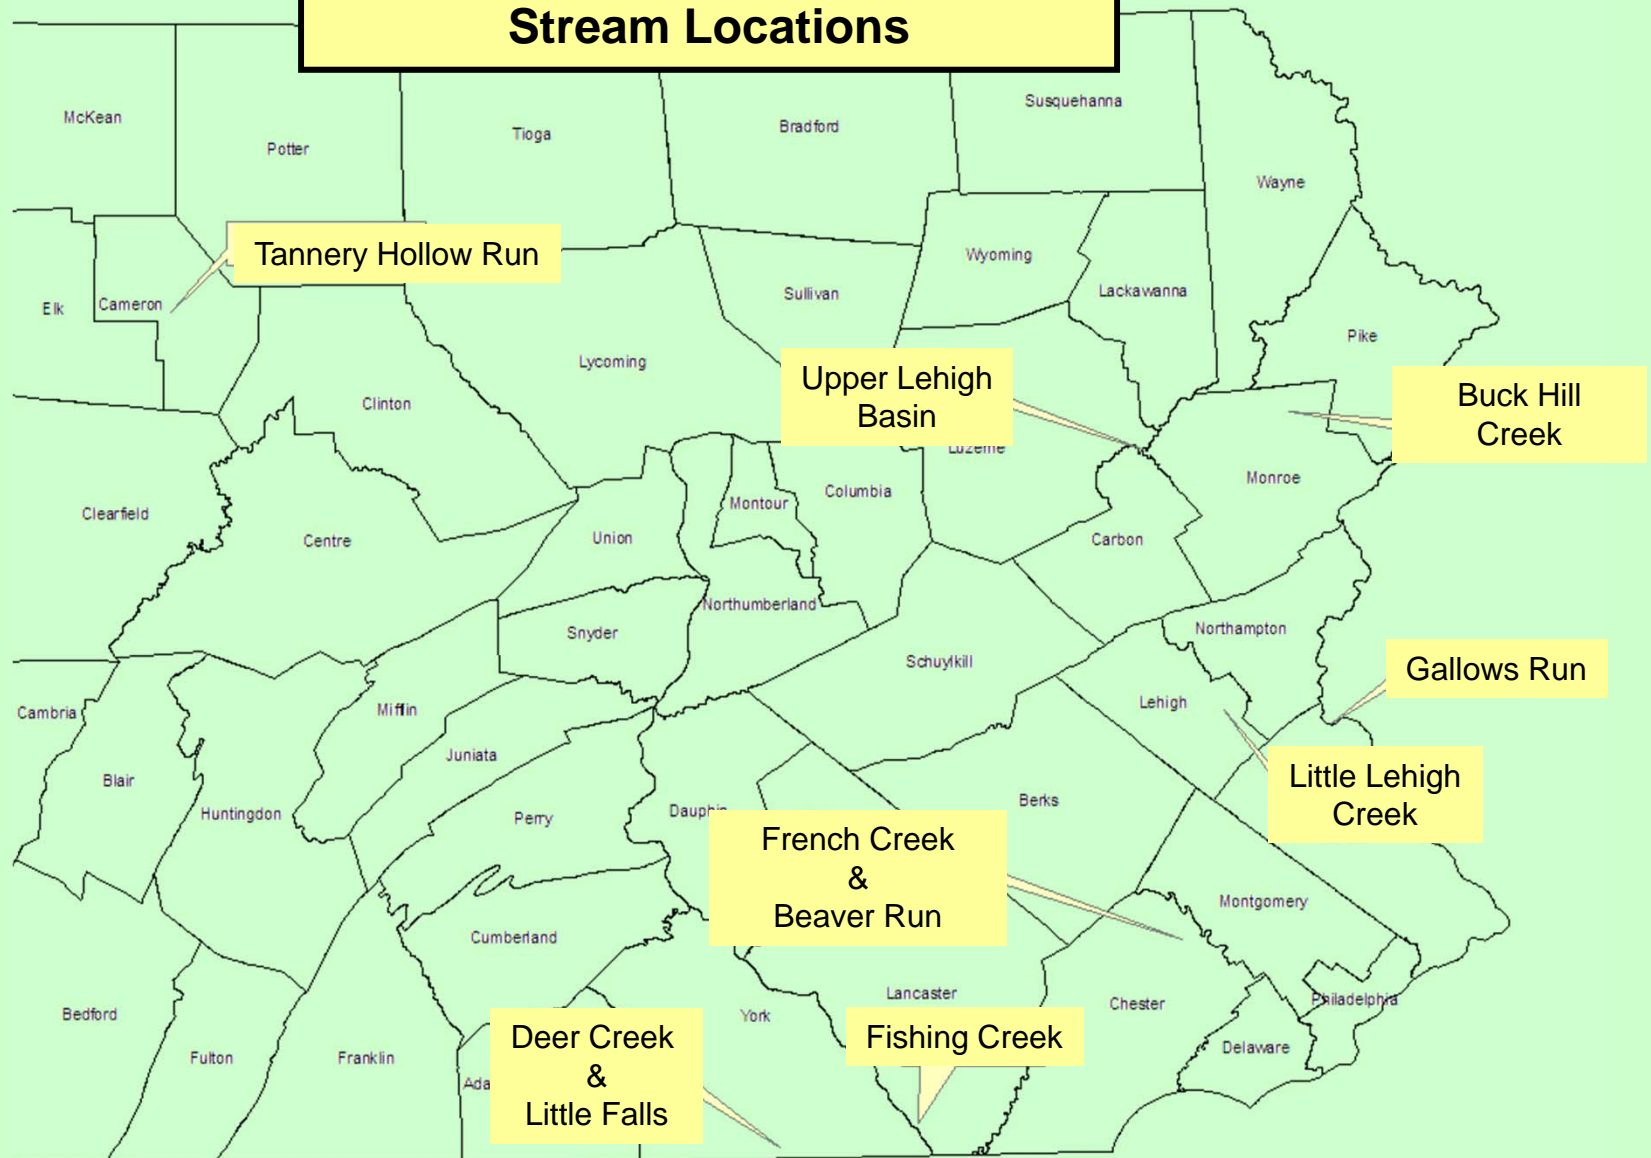 Stream Locations
McKean
Potter
Tioga
Bradford
Susquehanna
Wayne
Tannery Hollow Run
Elk
Cameron
Sullivan
Wyoming
Lackawanna
Pike
Lycoming
Clinton
Upper Lehigh
Basin
Luzerne
Buck Hill
Creek
Monroe
Clearfield
Centre
Union
Montour
Columbia
Carbon
Northumberland
Snyder
Northampton
Schuylkill
Gallows Run
Cambria
Mifflin
Lehigh
Juniata
Blair
Huntingdon
Perry
Dauphin
Berks
Little Lehigh
Creek
French Creek
&
Beaver Run
Montgomery
Cumberland
Bedford
Lancaster
Chester
Philadelphia
York
Fulton
Franklin
Deer Creek
&
Little Falls
Fishing Creek
Delaware
Ada